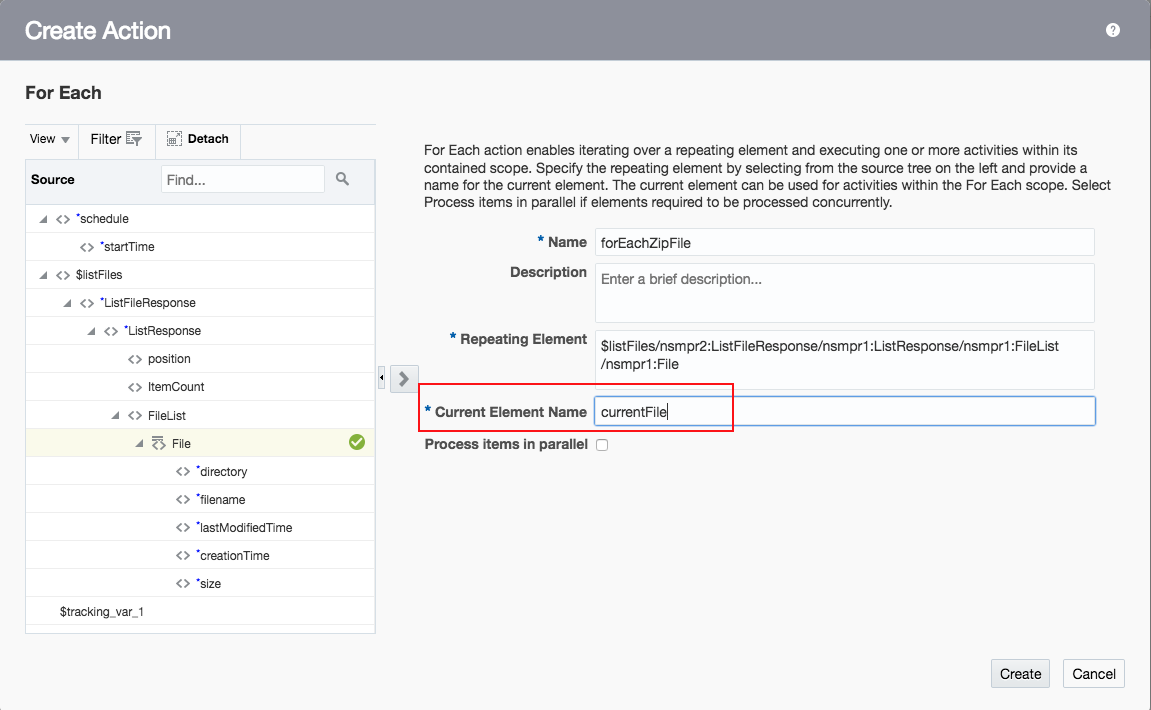 Create Action
?
For Each
View
Filter
Detach
Source
Find...
*schedule
*startTime
$listFiles
*ListFileResponse
*ListResponse
position
ItemCount
FileList
File
*directory
*filename
*lastModifiedTime
*creationTime
*size
$tracking_var_1
For Each action enables iterating over a repeating element and executing one or more activities within its
contained scope. Specify the repeating element by selecting from the source tree on the left and provide a
name for the current element. The current element can be used for activities within the For Each scope. Select
Process items in parallel if elements required to be processed concurrently.
* Name
forEachZipFile
Description
Enter a brief description...
* Repeating Element
$listFiles/nsmpr2:ListFileResponse/nsmpr1:ListResponse/nsmpr1:FileList
/nsmpr1:File
* Current Element Name
currentFile
Process items in parallel
Create
Cancel